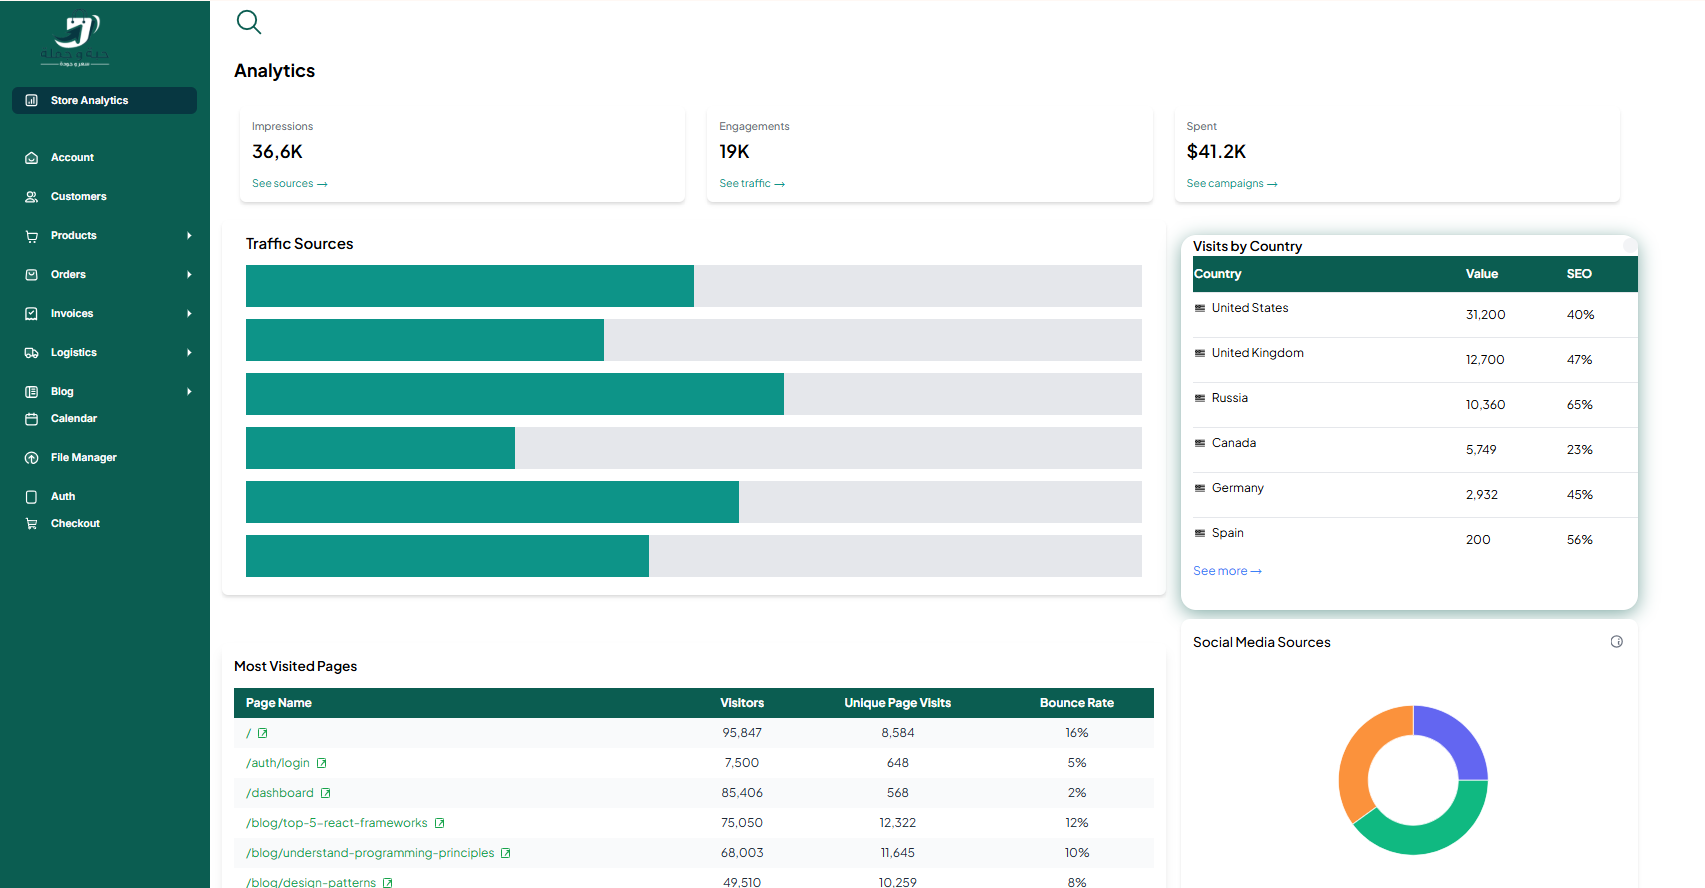 Store Analytics
Account
Customers
Products
Orders
Invoices
Logistics
Blog
Calendar
File Manager
Auth
Checkout
Analytics
Impressions
36,6K
See sources →
Engagements
19K
See traffic →
Spent
$41.2K
See campaigns →
Traffic Sources
Visits by Country
Country Value SEO
United States 31,200 40%
United Kingdom 12,700 47%
Russia 10,360 65%
Canada 5,749 23%
Germany 2,932 45%
Spain 200 56%
See more →
Most Visited Pages
Page Name Visitors Unique Page Visits Bounce Rate
/ 95,847 8,584 16%
/auth/login 7,500 648 5%
/dashboard 85,406 568 2%
/blog/top-5-react-frameworks 75,050 12,322 12%
/blog/understand-programming-principles 68,003 11,645 10%
/blog/design-patterns 49,510 10,259 8%
Social Media Sources